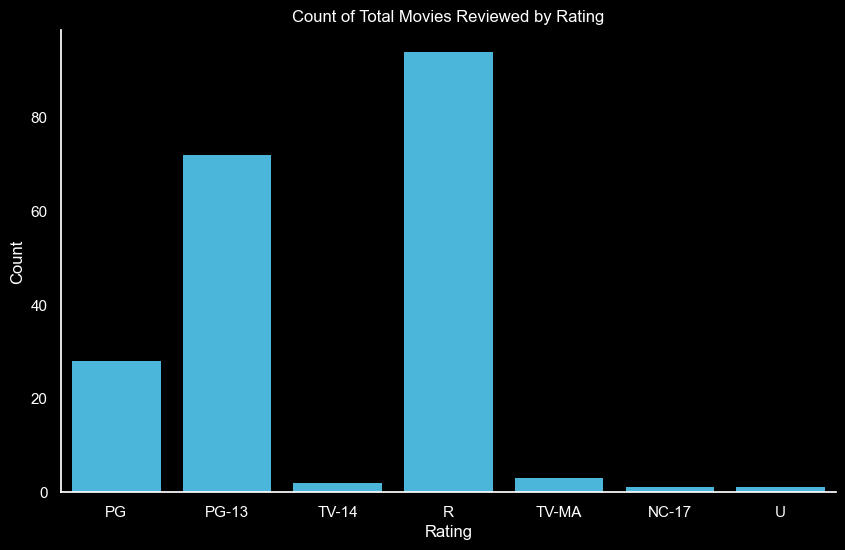 Count of Total Movies Reviewed by Rating
Count
80
60
40
20
0
PG PG-13 TV-14 R TV-MA NC-17 U
Rating